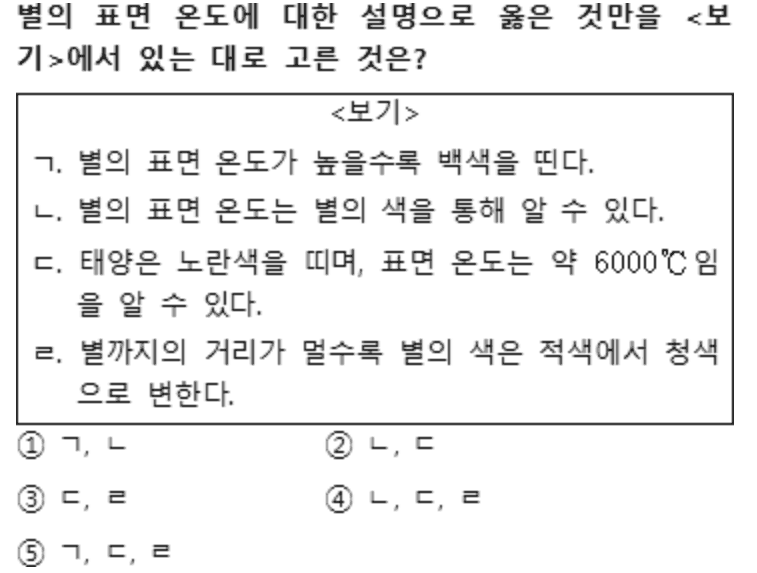 별의 표면 온도에 대한 설명으로 옳은 것만을 <보
기>에서 있는 대로 고른 것은?
<보기>
ㄱ. 별의 표면 온도가 높을수록 백색을 띤다.
ㄴ. 별의 표면 온도는 별의 색을 통해 알 수 있다.
ㄷ. 태양은 노란색을 띠며, 표면 온도는 약 6000℃임
을 알 수 있다.
ㄹ. 별까지의 거리가 멀수록 별의 색은 적색에서 청색
으로 변한다.
① ㄱ, ㄴ ② ㄴ, ㄷ
③ ㄷ, ㄹ ④ ㄴ, ㄷ, ㄹ
⑤ ㄱ, ㄷ, ㄹ